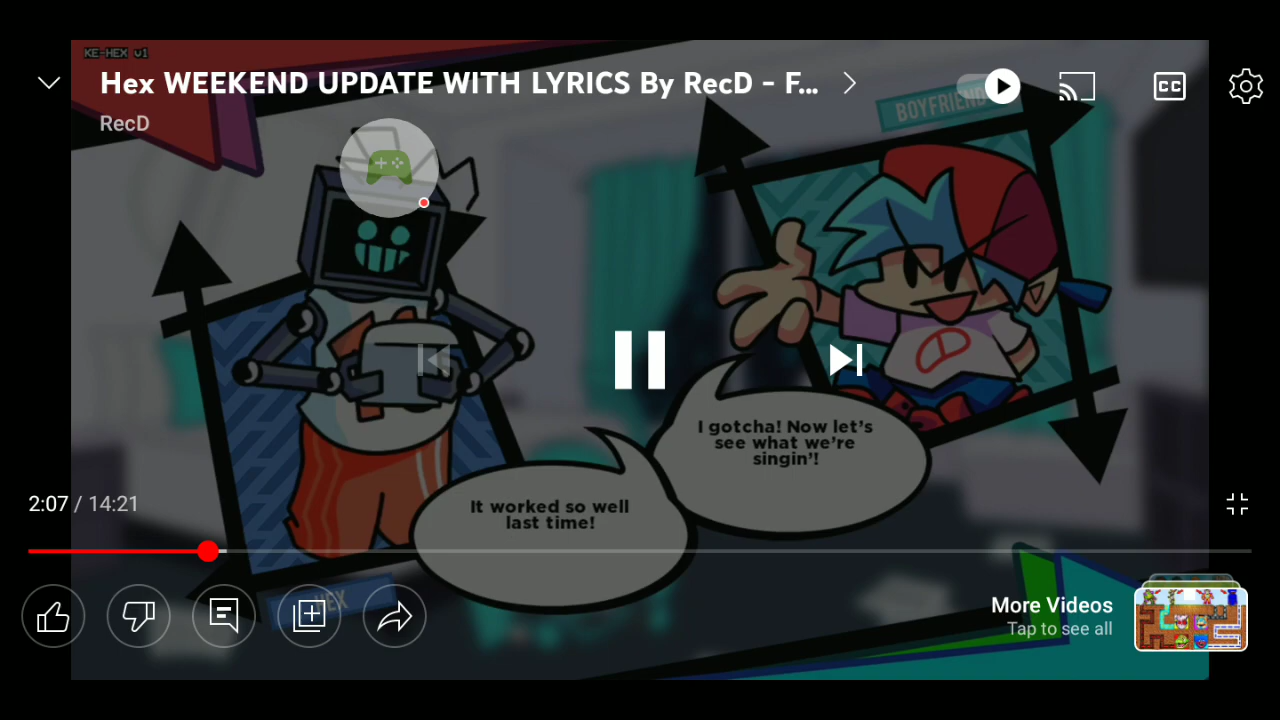 KE-HEX v1
Hex WEEKEND UPDATE WITH LYRICS By RecD - F...
RecD
CC
BOYFRIEND
I gotcha! Now let's
see what we're
singin'!
It worked so well
last time!
2:07 / 14:21
HEX
More Videos
Tap to see all